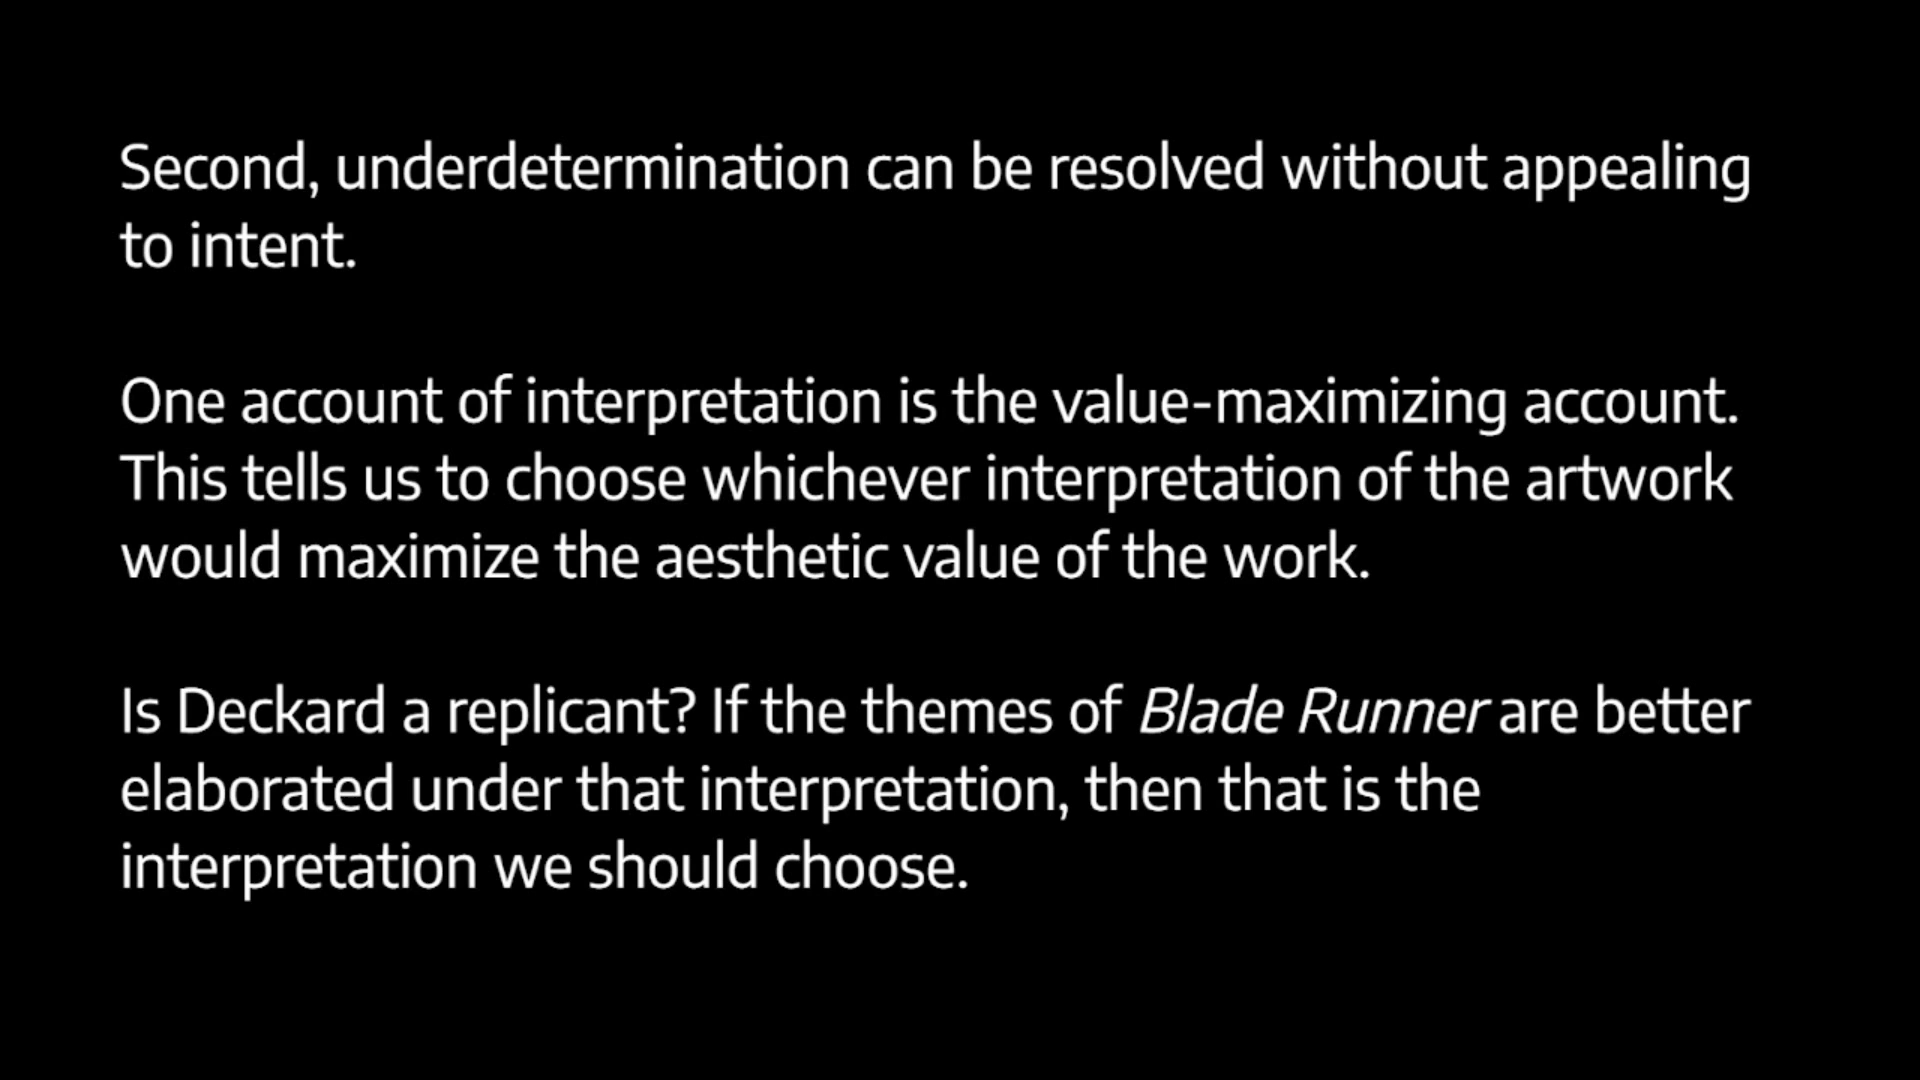 Second, underdetermination can be resolved without appealing
to intent.
One account of interpretation is the value-maximizing account.
This tells us to choose whichever interpretation of the artwork
would maximize the aesthetic value of the work.
Is Deckard a replicant? If the themes of Blade Runner are better
elaborated under that interpretation, then that is the
interpretation we should choose.